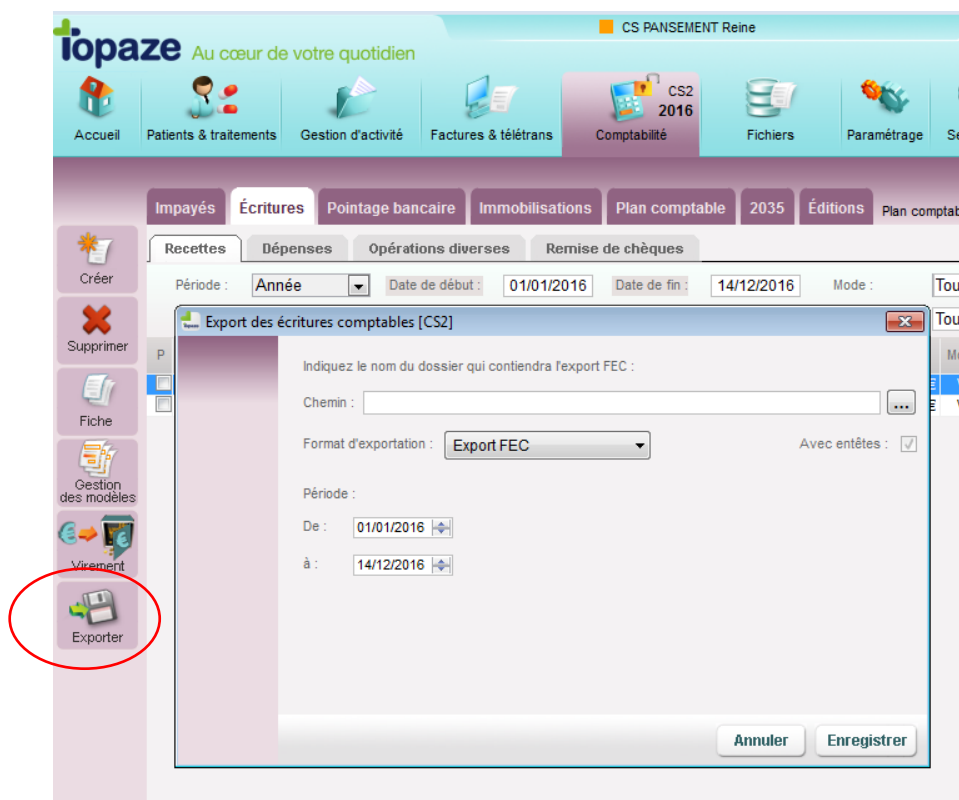 CS PANSEMENT Reine
Topaze Au cœur de votre quotidien
CS2
2016
Accueil Patients & traitements Gestion d'activité Factures & télétrans Comptabilité Fichiers Paramétrage Se
Impayés Écritures Pointage bancaire Immobilisations Plan comptable 2035 Éditions Plan comptab
Recettes Dépenses Opérations diverses Remise de chèques
Créer
Période : Année Date de début : 01/01/2016 Date de fin : 14/12/2016 Mode : Tou
Export des écritures comptables [CS2] Tou
Supprimer
P
Indiquez le nom du dossier qui contiendra l'export FEC :
Chemin : ...
Fiche
Format d'exportation : Export FEC Avec entêtes :
Gestion
des modèles
Période :
De : 01/01/2016
Virement
à : 14/12/2016
Exporter
Annuler Enregistrer